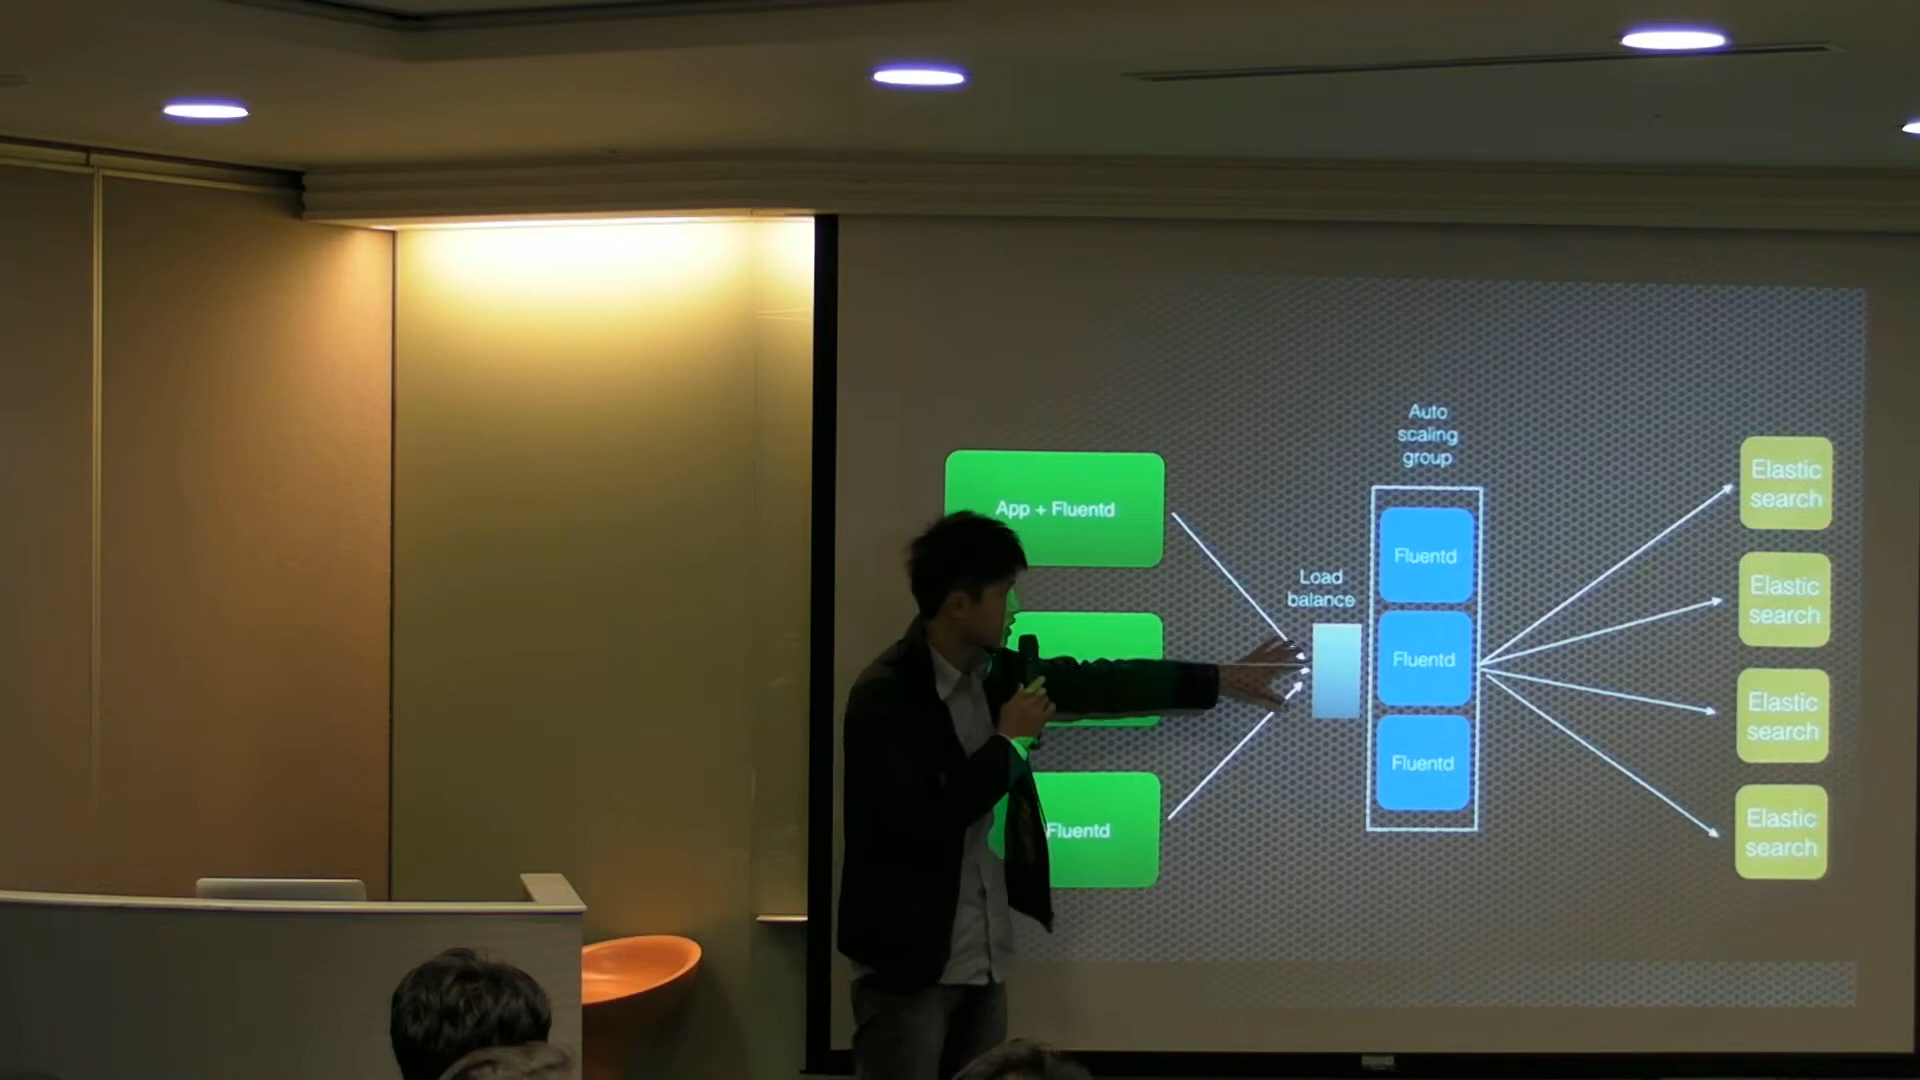 Auto
scaling
group
App + Fluentd
Load
balance
Fluentd
Fluentd
Fluentd
Fluentd
Elastic
search
Elastic
search
Elastic
search
Elastic
search